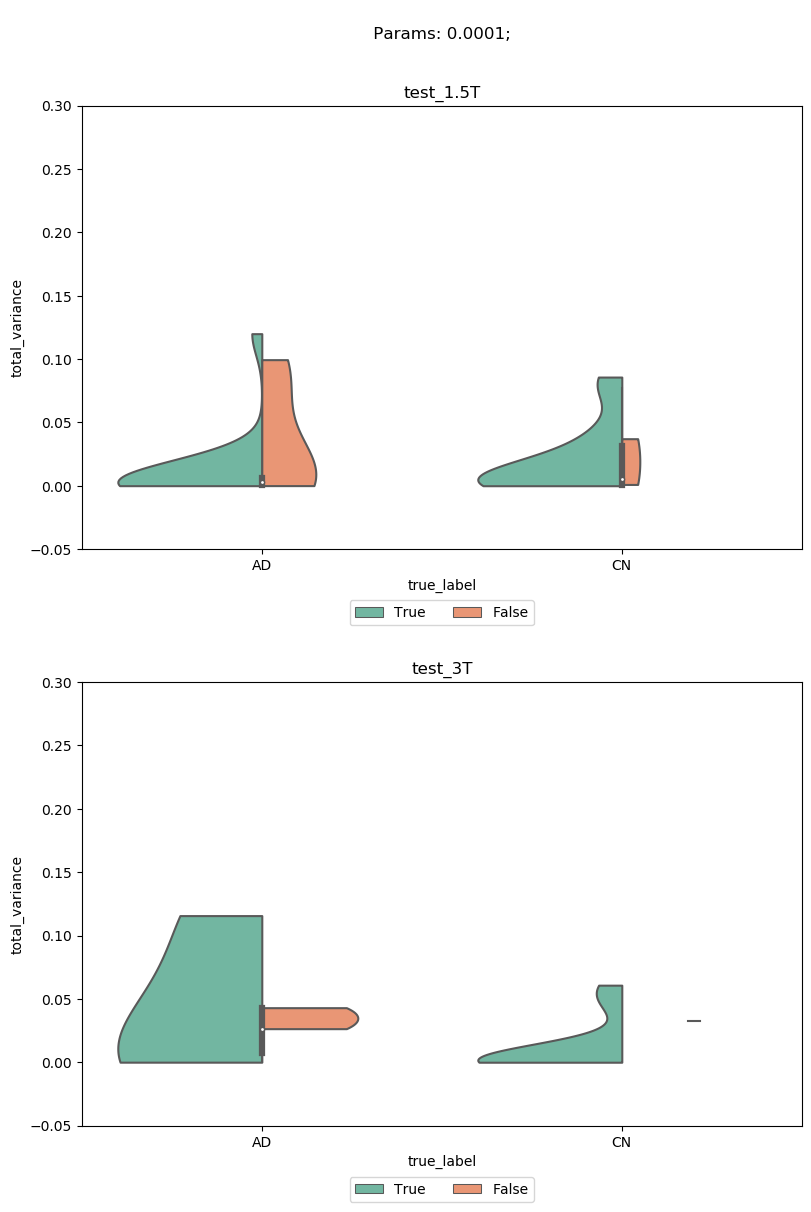 Params: 0.0001;
test_1.5T
0.30
0.25
0.20
0.15
0.10
0.05
0.00
−0.05
total_variance
AD CN
true_label
True False
test_3T
0.30
0.25
0.20
0.15
0.10
0.05
0.00
−0.05
total_variance
AD CN
true_label
True False